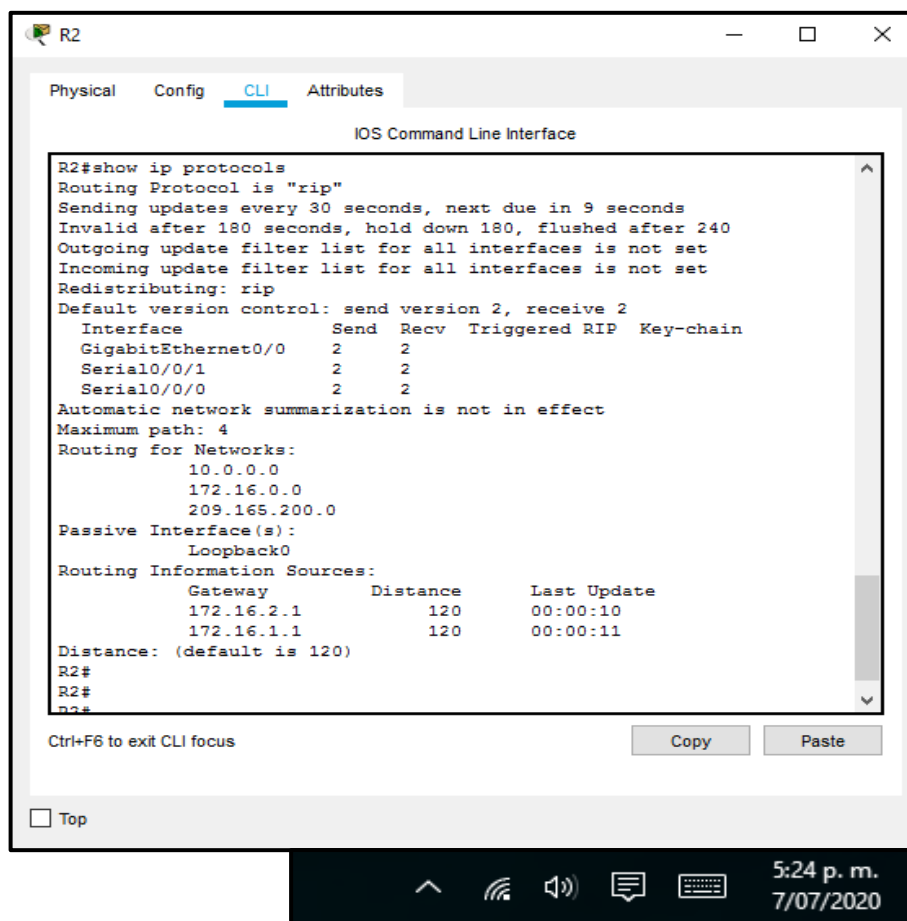 R2
Physical Config CLI Attributes
IOS Command Line Interface
R2#show ip protocols
Routing Protocol is "rip"
Sending updates every 30 seconds, next due in 9 seconds
Invalid after 180 seconds, hold down 180, flushed after 240
Outgoing update filter list for all interfaces is not set
Incoming update filter list for all interfaces is not set
Redistributing: rip
Default version control: send version 2, receive 2
Interface Send Recv Triggered RIP Key-chain
GigabitEthernet0/0 2 2
Serial0/0/1 2 2
Serial0/0/0 2 2
Automatic network summarization is not in effect
Maximum path: 4
Routing for Networks:
10.0.0.0
172.16.0.0
209.165.200.0
Passive Interface(s):
Loopback0
Routing Information Sources:
Gateway Distance Last Update
172.16.2.1 120 00:00:10
172.16.1.1 120 00:00:11
Distance: (default is 120)
R2#
R2#
R2#
Ctrl+F6 to exit CLI focus
Copy Paste
Top
5:24 p. m.
7/07/2020